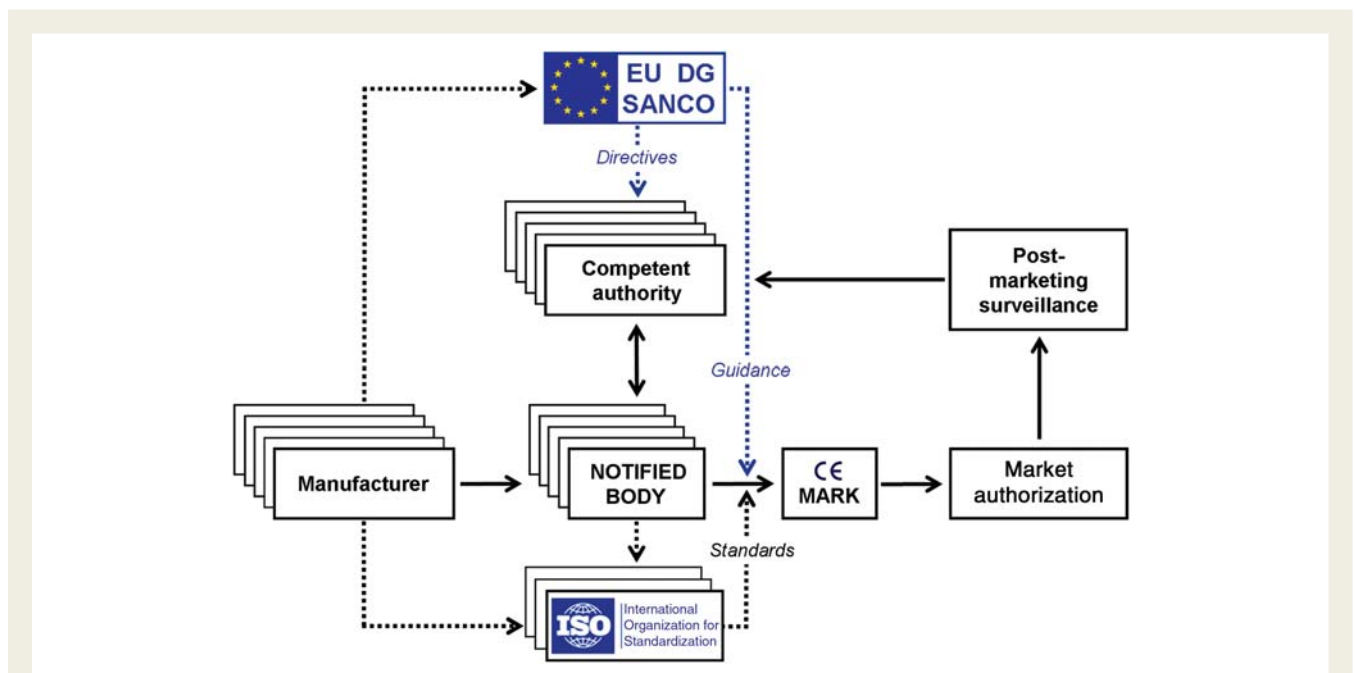 EU DG
SANCO
Directives
Competent
authority
Post-
marketing
surveillance
Guidance
Manufacturer
NOTIFIED
BODY
CE
MARK
Market
authorization
Standards
ISO
International
Organization for
Standardization